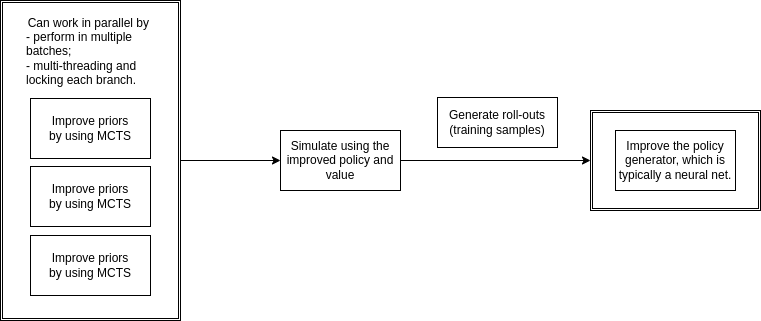 Can work in parallel by
- perform in multiple
batches;
- multi-threading and
locking each branch.
Improve priors
by using MCTS
Improve priors
by using MCTS
Improve priors
by using MCTS
Simulate using the
improved policy and
value
Generate roll-outs
(training samples)
Improve the policy
generator, which is
typically a neural net.